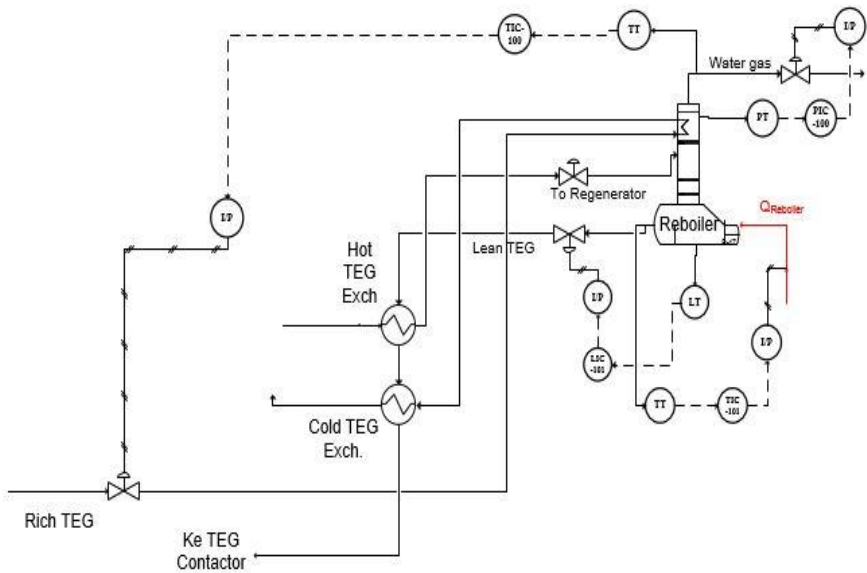 TIC-
100
TT
I/P
Water gas
PT
PIC
-100
I/P
To Regenerator
Q Reboiler
Reboiler
Hot
TEG
Exch
Lean TEG
I/P
LT
I/P
LIC
-101
TT
TIC
-101
Cold TEG
Exch.
Rich TEG
Ke TEG
Contactor